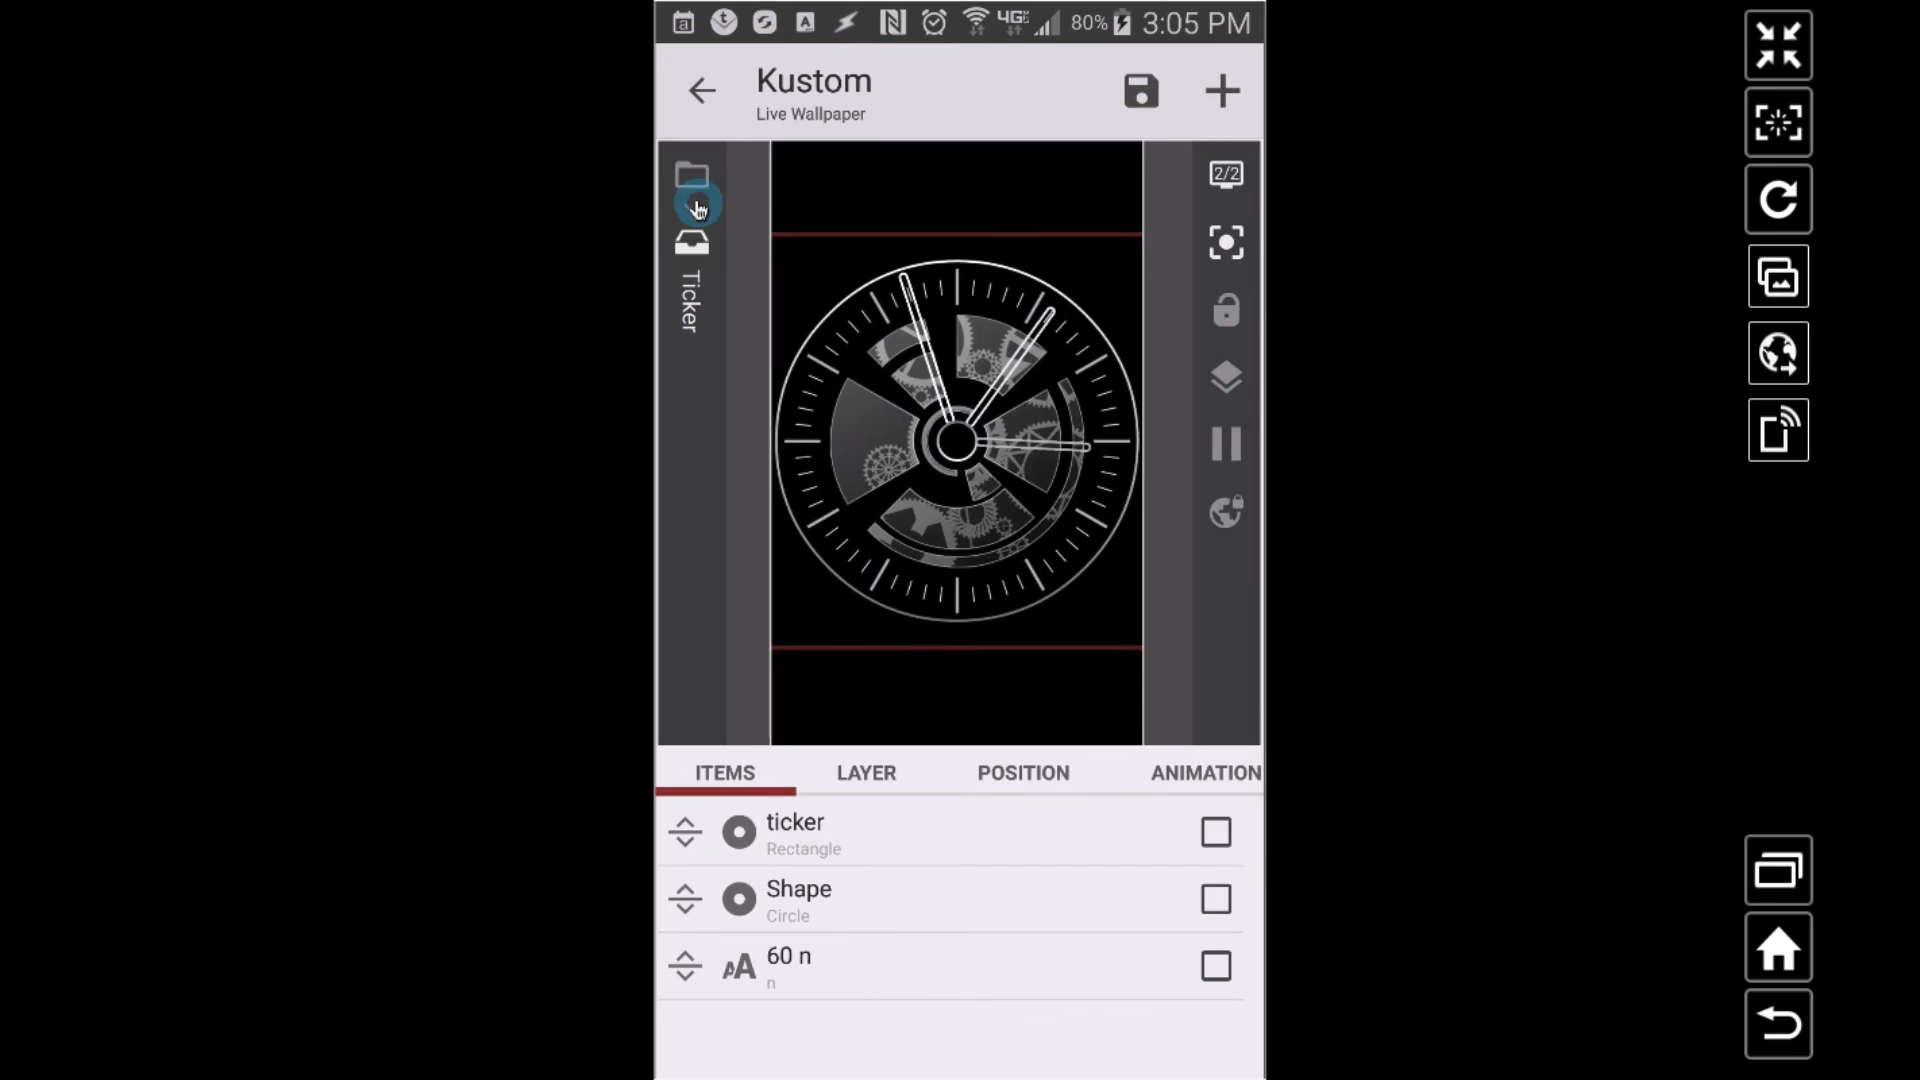 80% 3:05 PM
4G
Kustom
Live Wallpaper
2/2
Ticker
ITEMS LAYER POSITION ANIMATION
ticker
Rectangle
Shape
Circle
60 n
n